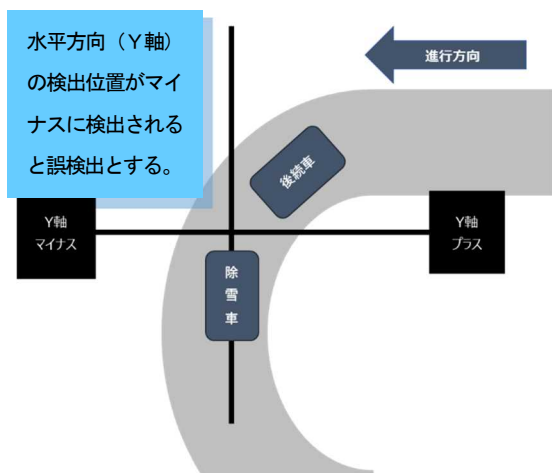 水平方向（Ｙ軸）
の検出位置がマイ
ナスに検出される
と誤検出とする。
進行方向
後続車
Y軸
マイナス
Y軸
プラス
除
雪
車